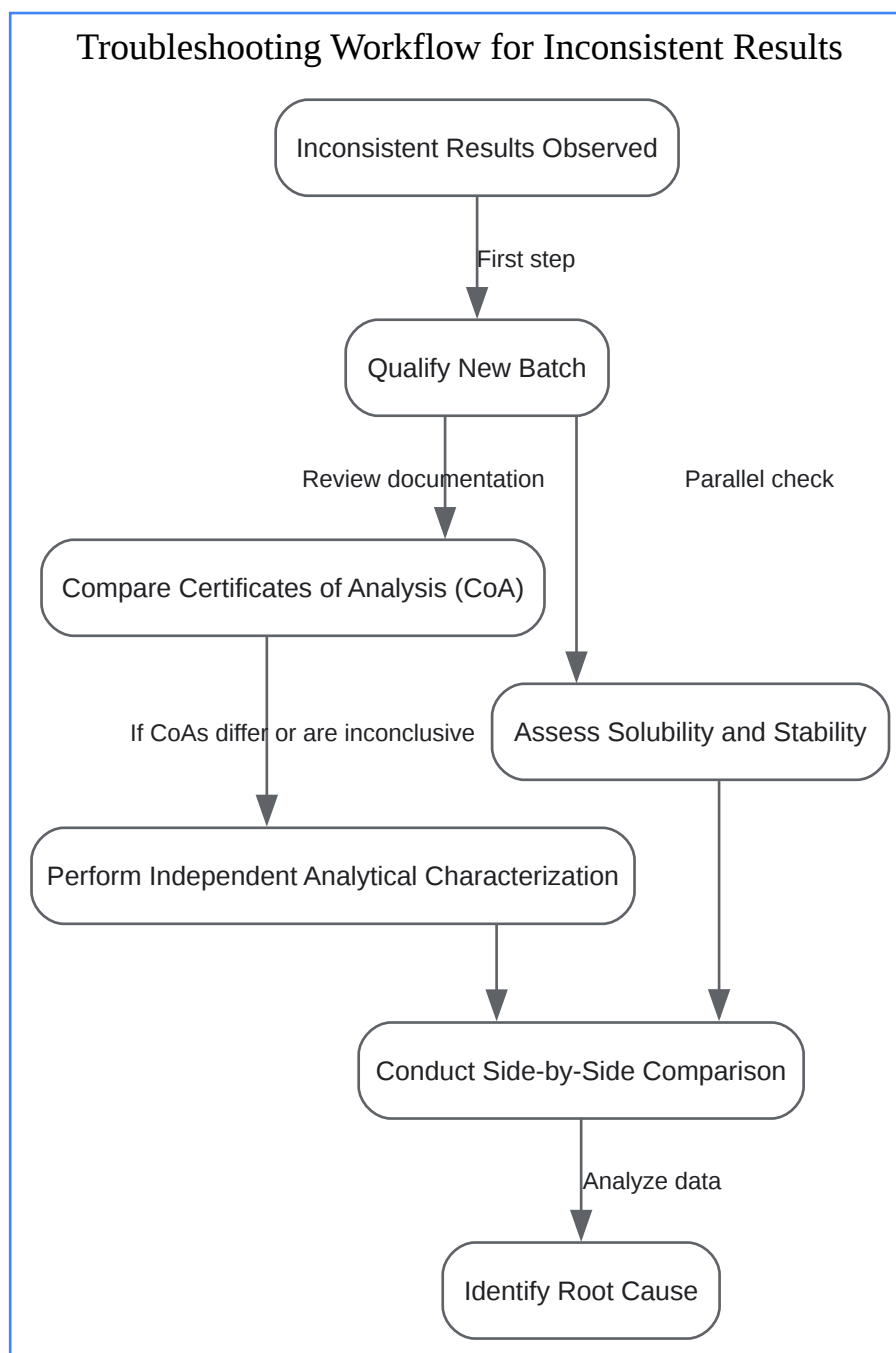 Troubleshooting Workflow for Inconsistent Results
Inconsistent Results Observed
First step
Qualify New Batch
Review documentation
Parallel check
Compare Certificates of Analysis (CoA)
If CoAs differ or are inconclusive
Assess Solubility and Stability
Perform Independent Analytical Characterization
Conduct Side-by-Side Comparison
Analyze data
Identify Root Cause